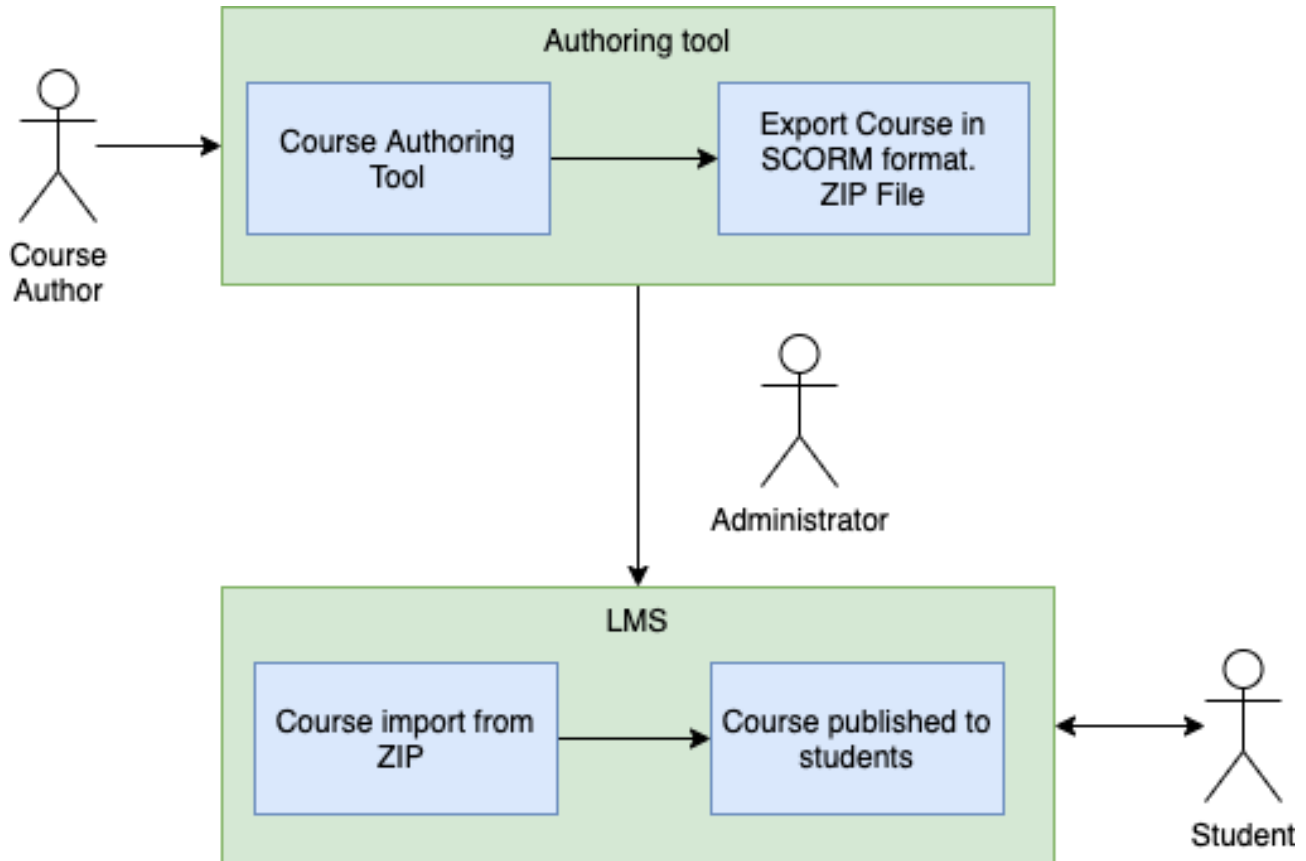 Authoring tool
Course Authoring
Tool
Export Course in
SCORM format.
ZIP File
Course
Author
Administrator
LMS
Course import from
ZIP
Course published to
students
Student